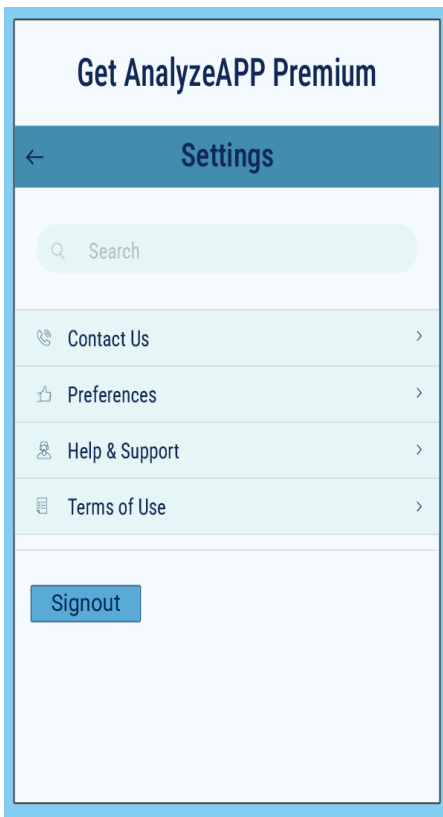 Get AnalyzeAPP Premium
Settings
Search
Contact Us
Preferences
Help & Support
Terms of Use
Signout